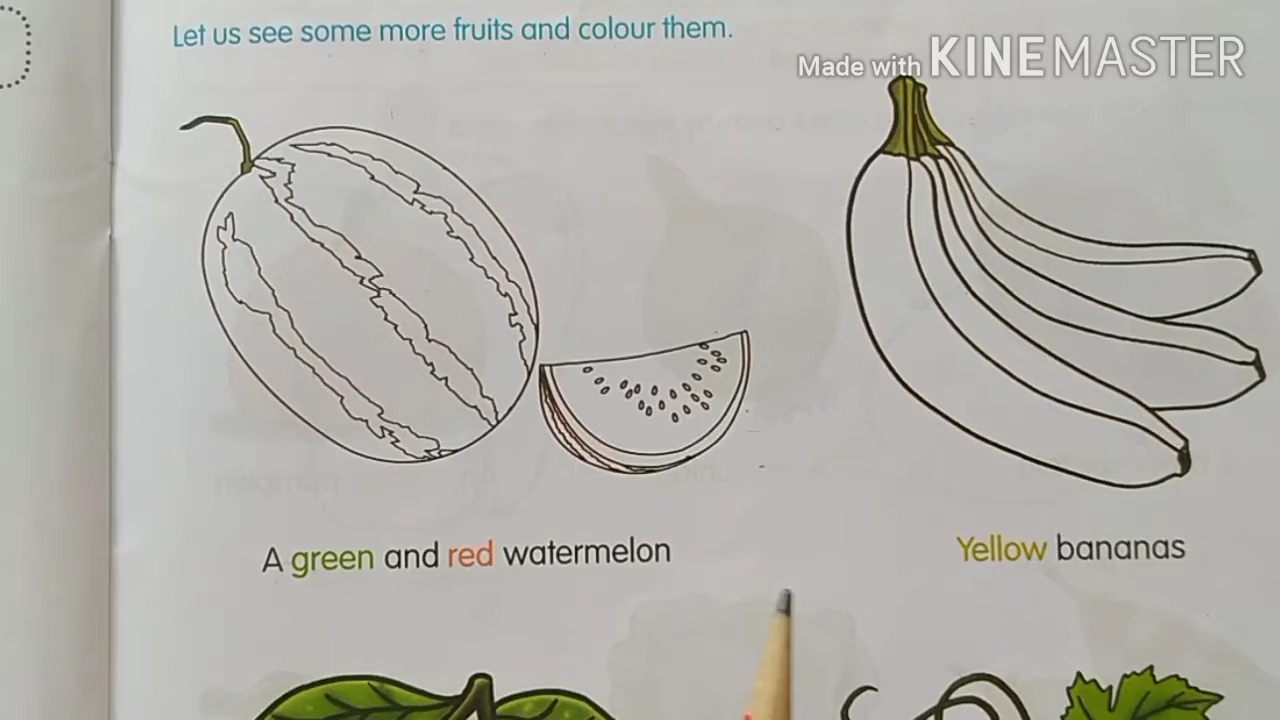 Let us see some more fruits and colour them.
Made with KINEMASTER
A green and red watermelon
Yellow bananas